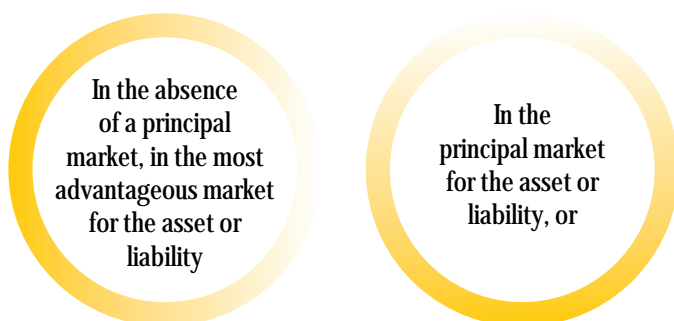 In the absence
of a principal
market, in the most
advantageous market
for the asset or
liability
In the
principal market
for the asset or
liability, or